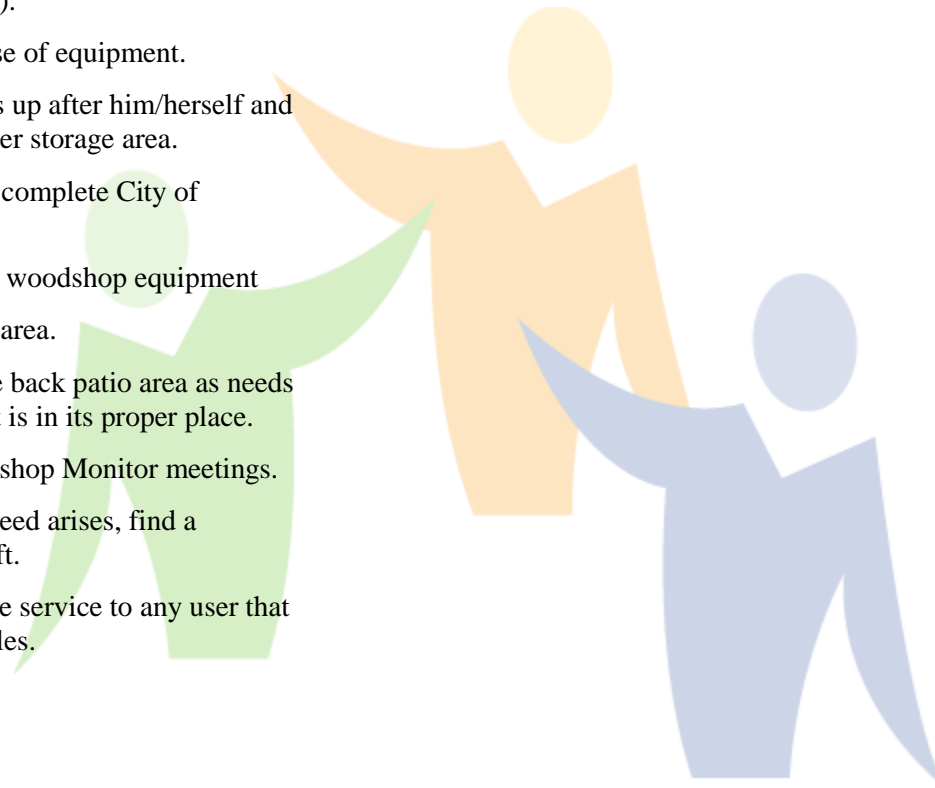 ).
se of equipment.
s up after him/herself and
er storage area.
complete City of
woodshop equipment
area.
e back patio area as needs
t is in its proper place.
shop Monitor meetings.
eed arises, find a
ft.
e service to any user that
les.